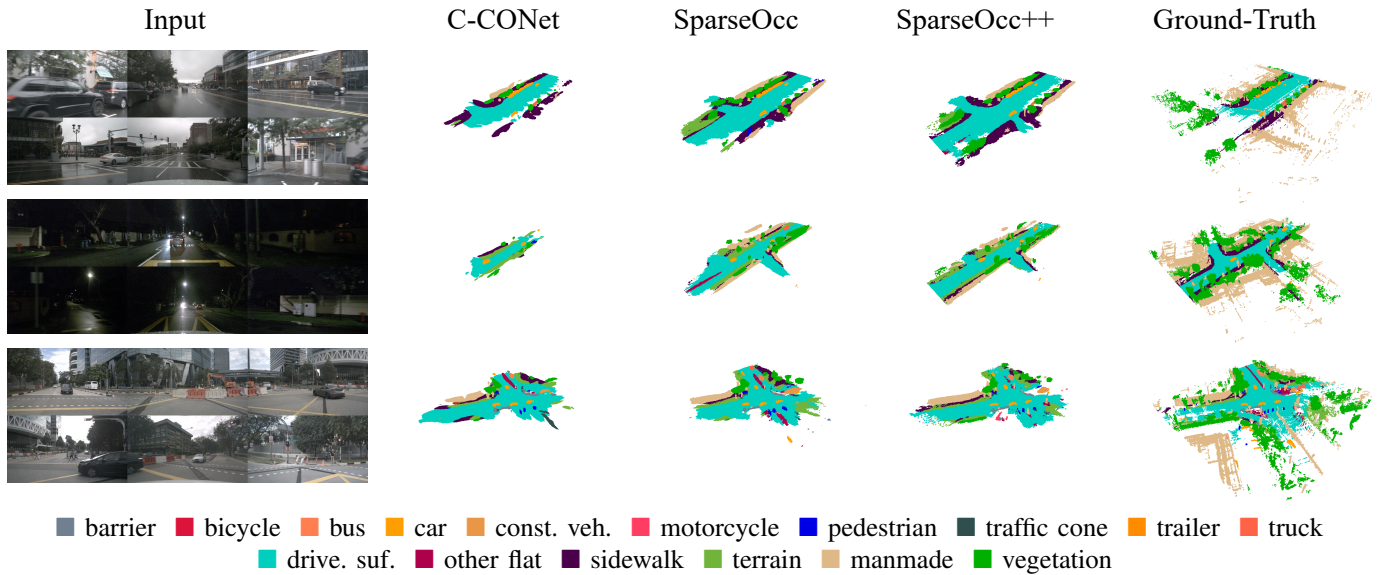 Input C-CONet SparseOcc SparseOcc++ Ground-Truth
barrier bicycle bus car const. veh. motorcycle pedestrian traffic cone trailer truck
drive. suf. other flat sidewalk terrain manmade vegetation